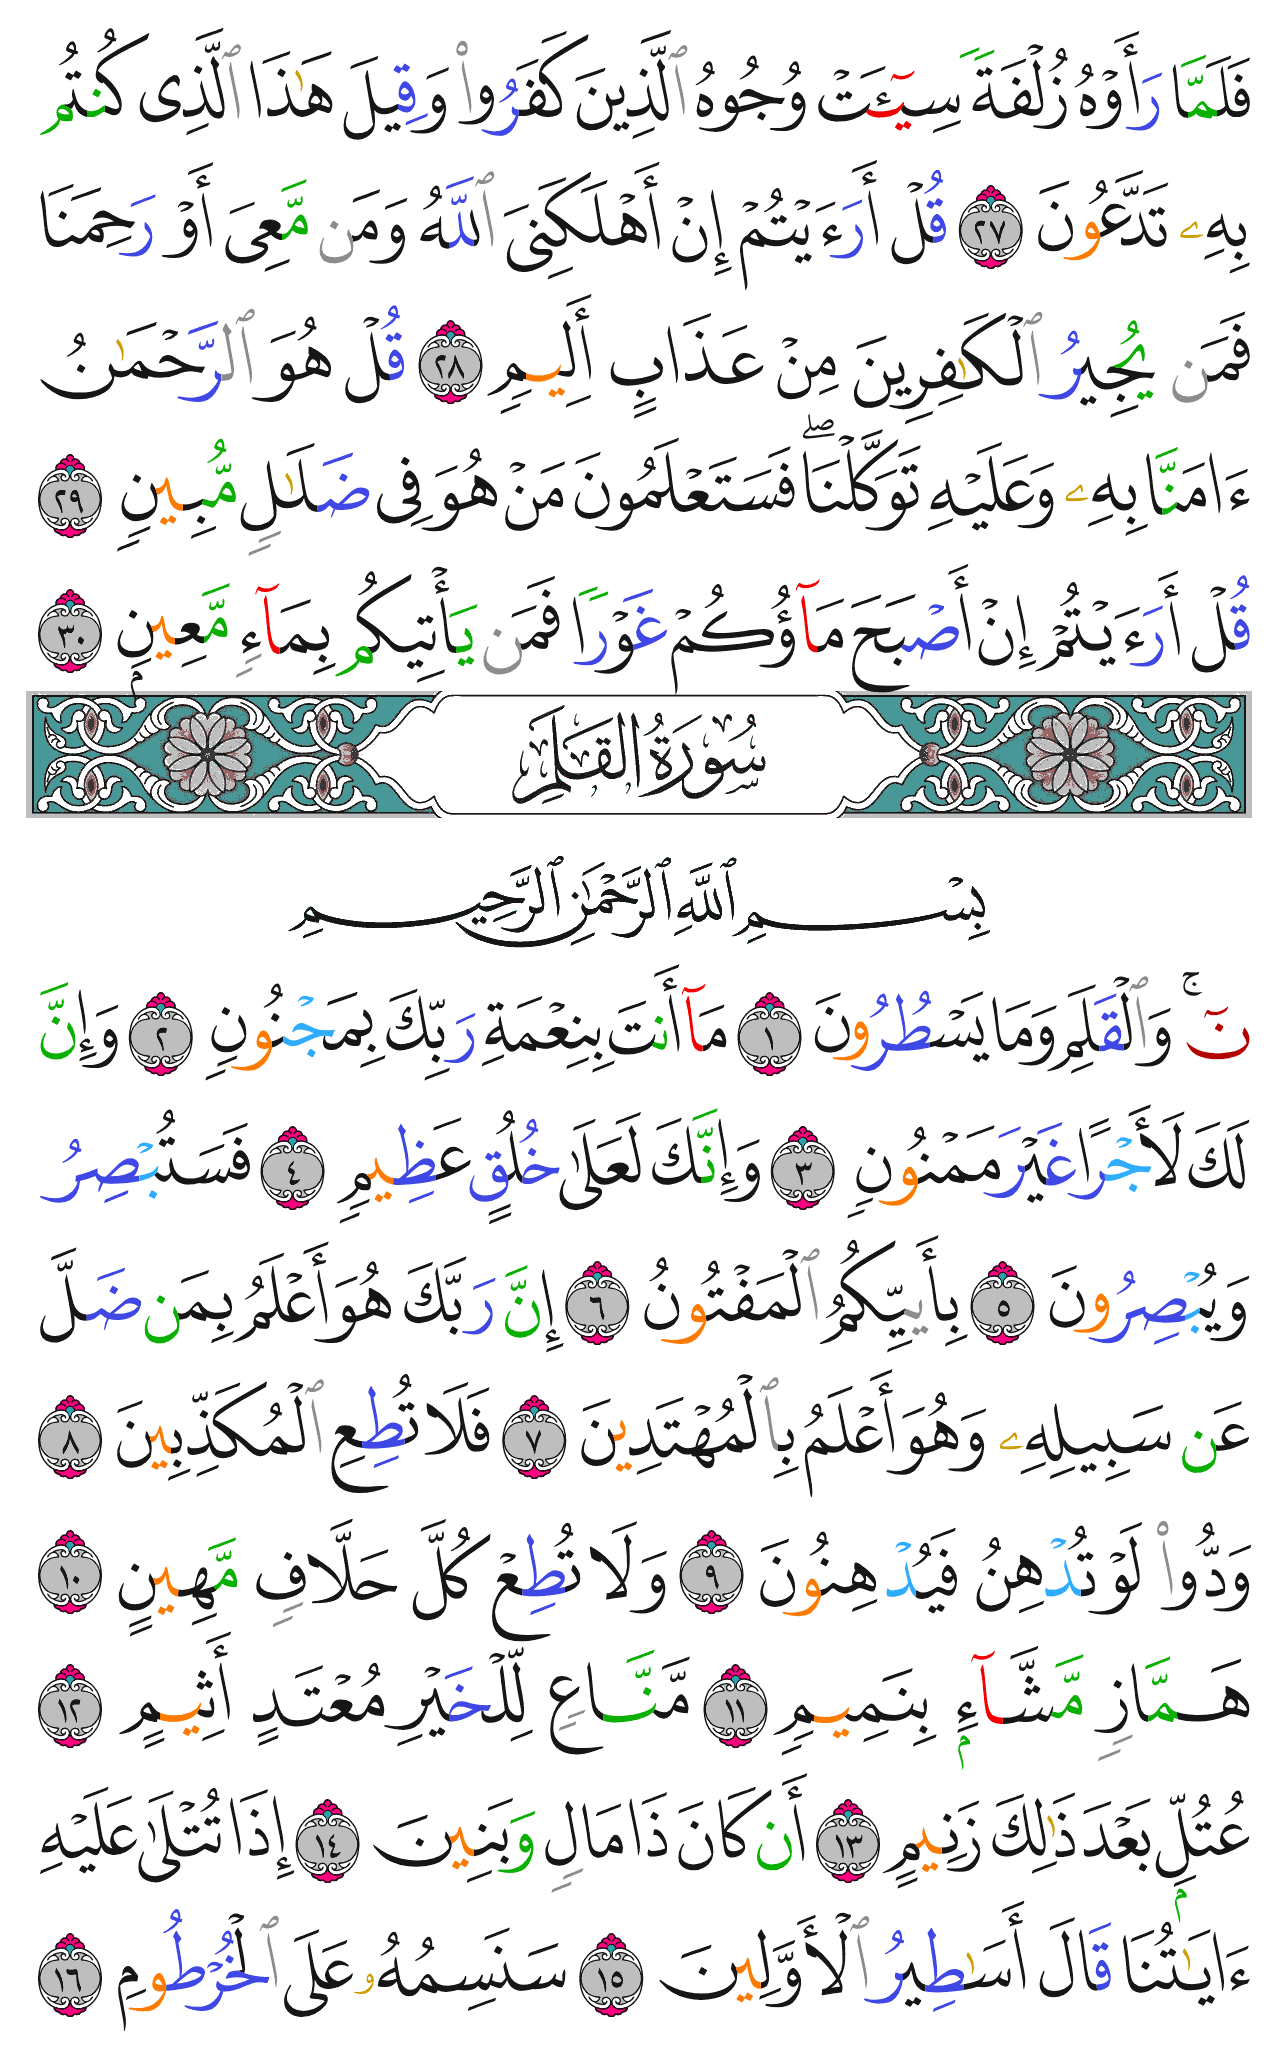 فَلَمَّا رَأَوۡهُ زُلۡفَةً سِيٓـَٔتۡ وُجُوهُ ٱلَّذِينَ كَفَرُوا۟ وَقِيلَ هَـٰذَا ٱلَّذِی كُنتُم
بِهِۦ تَدَّعُونَ ٢٧ قُلۡ أَرَءَيۡتُمۡ إِنۡ أَهۡلَكَنِیَ ٱللَّهُ وَمَن مَّعِیَ أَوۡ رَحِمَنَا
فَمَن يُجِيرُ ٱلۡكَـٰفِرِينَ مِنۡ عَذَابٍ أَلِيمٍ ٢٨ قُلۡ هُوَ ٱلرَّحۡمَـٰنُ
ءَامَنَّا بِهِۦ وَعَلَيۡهِ تَوَكَّلۡنَاۖ فَسَتَعۡلَمُونَ مَنۡ هُوَ فِی ضَلَـٰلٍ مُّبِينٍ ٢٩
قُلۡ أَرَءَيۡتُمۡ إِنۡ أَصۡبَحَ مَآؤُكُمۡ غَوۡرًا فَمَن يَأۡتِيكُم بِمَآءٍ مَّعِينِۭ ٣٠
سُورَةُ القَلَمِ
بِسۡمِ ٱللَّهِ ٱلرَّحۡمَـٰنِ ٱلرَّحِيمِ
نٓۚ وَٱلۡقَلَمِ وَمَا يَسۡطُرُونَ ١ مَآ أَنتَ بِنِعۡمَةِ رَبِّكَ بِمَجۡنُونٍ ٢ وَإِنَّ
لَكَ لَأَجۡرًا غَيۡرَ مَمۡنُونٍ ٣ وَإِنَّكَ لَعَلَىٰ خُلُقٍ عَظِيمٍ ٤ فَسَتُبۡصِرُ
وَيُبۡصِرُونَ ٥ بِأَييِّكُمُ ٱلۡمَفۡتُونُ ٦ إِنَّ رَبَّكَ هُوَ أَعۡلَمُ بِمَن ضَلَّ
عَن سَبِيلِهِۦ وَهُوَ أَعۡلَمُ بِٱلۡمُهۡتَدِينَ ٧ فَلَا تُطِعِ ٱلۡمُكَذِّبِينَ ٨
وَدُّوا۟ لَوۡ تُدۡهِنُ فَيُدۡهِنُونَ ٩ وَلَا تُطِعۡ كُلَّ حَلَّافٍ مَّهِينٍ ١٠
هَمَّازٍ مَّشَّآءِۭ بِنَمِيمٍ ١١ مَّنَّاعٍ لِّلۡخَيۡرِ مُعۡتَدٍ أَثِيمٍ ١٢
عُتُلِّۭ بَعۡدَ ذَٰلِكَ زَنِيمٍ ١٣ أَن كَانَ ذَا مَالٍ وَبَنِينَ ١٤ إِذَا تُتۡلَىٰ عَلَيۡهِ
ءَايَـٰتُنَا قَالَ أَسَـٰطِيرُ ٱلۡأَوَّلِينَ ١٥ سَنَسِمُهُۥ عَلَى ٱلۡخُرۡطُومِ ١٦